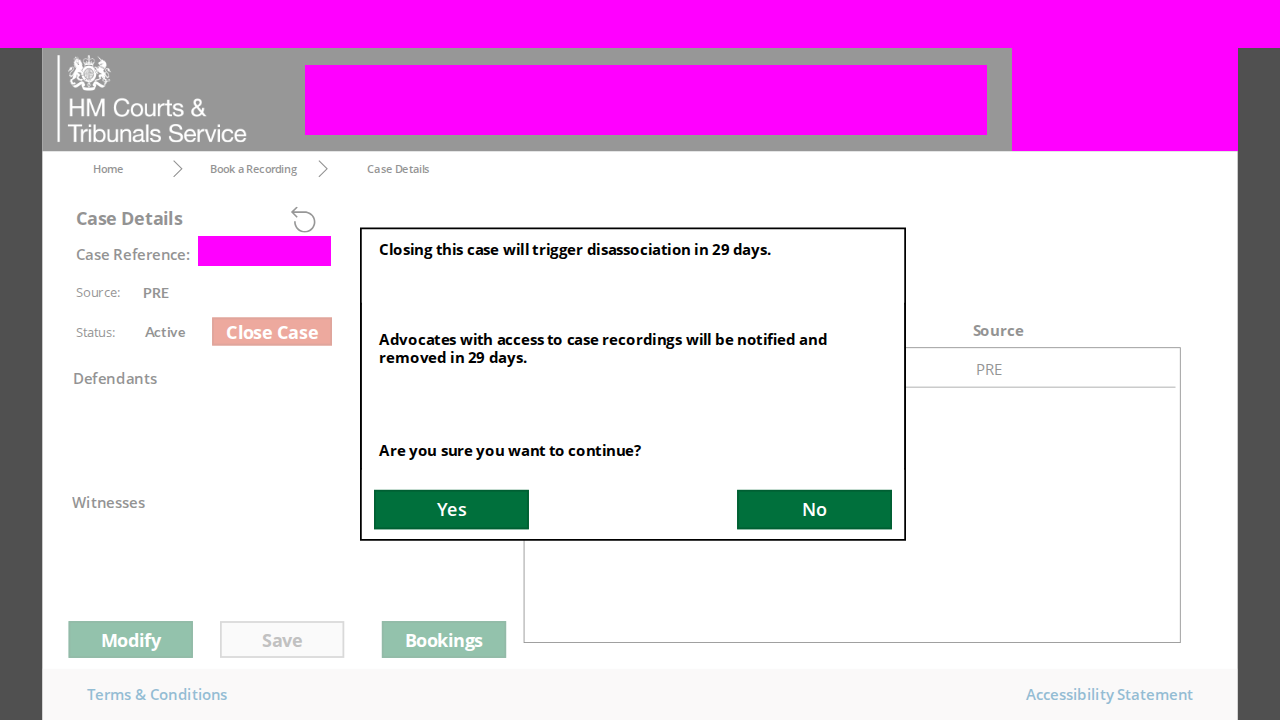 HM Courts &
Tribunals Service
Home
Book a Recording
Case Details
Case Details
Case Reference:
Source: PRE
Status: Active Close Case
Defendants
Witnesses
Source
PRE
Closing this case will trigger disassociation in 29 days.
Advocates with access to case recordings will be notified and
removed in 29 days.
Are you sure you want to continue?
Yes
No
Modify
Save
Bookings
Terms & Conditions
Accessibility Statement